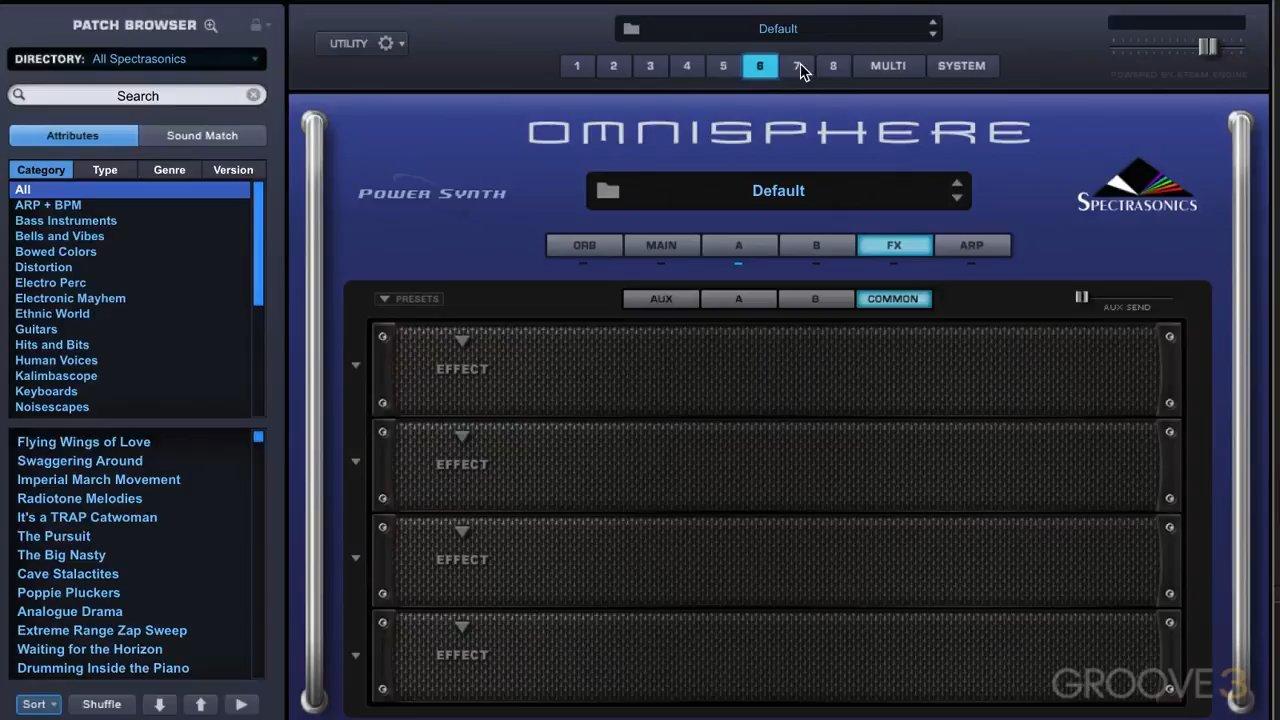 PATCH BROWSER
DIRECTORY: All Spectrasonics
Search
Attributes Sound Match
Category Type Genre Version
All
ARP + BPM
Bass Instruments
Bells and Vibes
Bowed Colors
Distortion
Electro Perc
Electronic Mayhem
Ethnic World
Guitars
Hits and Bits
Human Voices
Kalimbascope
Keyboards
Noisescapes
Flying Wings of Love
Swaggering Around
Imperial March Movement
Radiotone Melodies
It's a TRAP Catwoman
The Pursuit
The Big Nasty
Cave Stalactites
Poppie Pluckers
Analogue Drama
Extreme Range Zap Sweep
Waiting for the Horizon
Drumming Inside the Piano
Sort Shuffle
UTILITY
Default
1 2 3 4 5 6 7 8 MULTI SYSTEM
POWERED BY STEAM ENGINE
OMNISPHERE
POWER SYNTH
Default
SPECTRASONICS
ORB MAIN A B FX ARP
PRESETS AUX A B COMMON
AUX SEND
EFFECT
EFFECT
EFFECT
EFFECT
GROOVE3